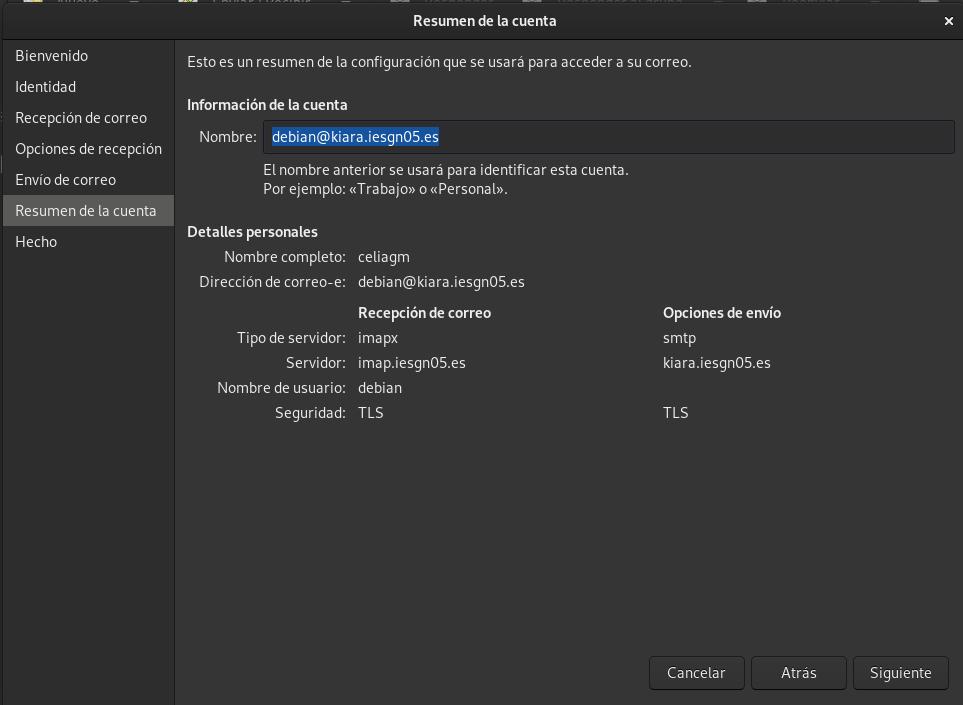 Resumen de la cuenta
Bienvenido
Identidad
Recepción de correo
Opciones de recepción
Envío de correo
Resumen de la cuenta
Hecho
Esto es un resumen de la configuración que se usará para acceder a su correo.
Información de la cuenta
Nombre: debian@kiara.iesgn05.es
El nombre anterior se usará para identificar esta cuenta.
Por ejemplo: «Trabajo» o «Personal».
Detalles personales
Nombre completo: celiagm
Dirección de correo-e: debian@kiara.iesgn05.es
Recepción de correo Opciones de envío
Tipo de servidor: imapx smtp
Servidor: imap.iesgn05.es kiara.iesgn05.es
Nombre de usuario: debian
Seguridad: TLS TLS
Cancelar Atrás Siguiente